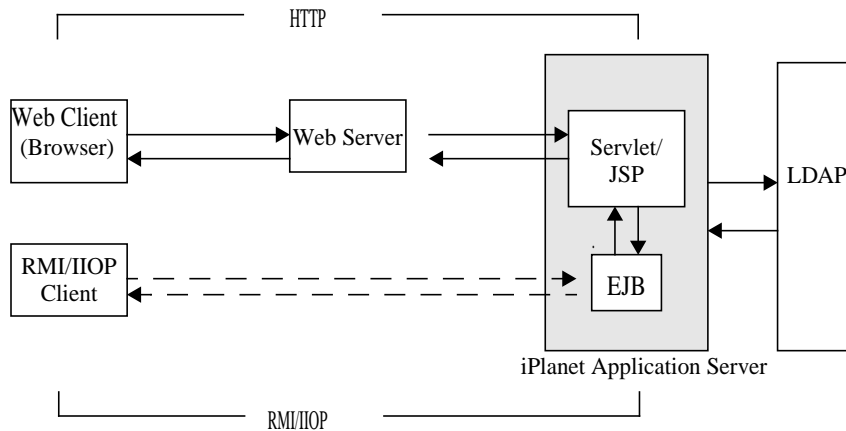 HTTP
Web Client
(Browser)
Web Server
Servlet/
JSP
LDAP
RMI/IIOP
Client
EJB
iPlanet Application Server
RMI/IIOP